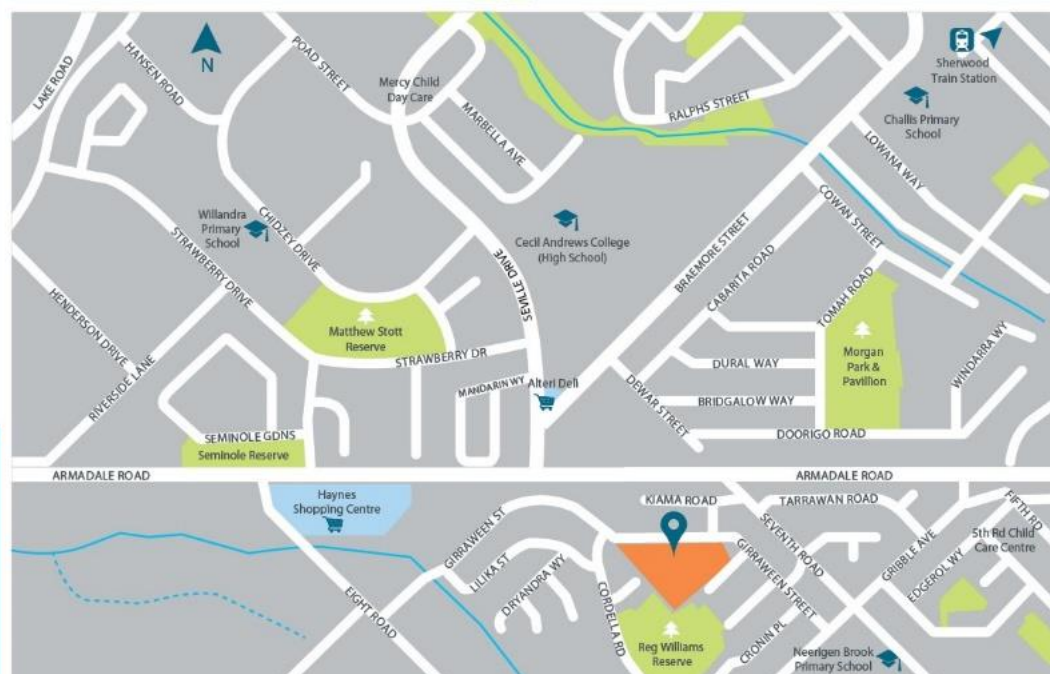 LAKE ROAD
HANSEN ROAD
N
POAD STREET
Mercy Child
Day Care
MARBELLA AVE
RALPHS STREET
Sherwood
Train Station
Challis Primary
School
LOWANA WAY
COWAN STREET
Willandra
Primary
School
CHIDZEY DRIVE
STRAWBERRY DRIVE
Cecil Andrews College
(High School)
SEVILLE DRIVE
BRAEMORE STREET
CABARITA ROAD
TOMAH ROAD
HENDERSON DRIVE
RIVERSIDE LANE
Matthew Stott
Reserve
STRAWBERRY DR
MANDARIN WY
Alteri Deli
DEWAR STREET
DURAL WAY
BRIDGALOW WAY
Morgan
Park &
Pavillion
WINDARRA WY
DOORIGO ROAD
SEMINOLE GDNS
Seminole Reserve
ARMADALE ROAD
ARMADALE ROAD
Haynes
Shopping Centre
GIRRAWEEN ST
LILIKA ST
DRYANDRA WY
EIGHT ROAD
CORDELLA RD
KIAMA ROAD
TARRAWAN ROAD
SEVENTH ROAD
GIRRAWEEN STREET
GRIBBLE AVE
FIFTH RD
5th Rd Child
Care Centre
EDGEROL WY
CRONIN PL
Reg Williams
Reserve
Neerigen Brook
Primary School